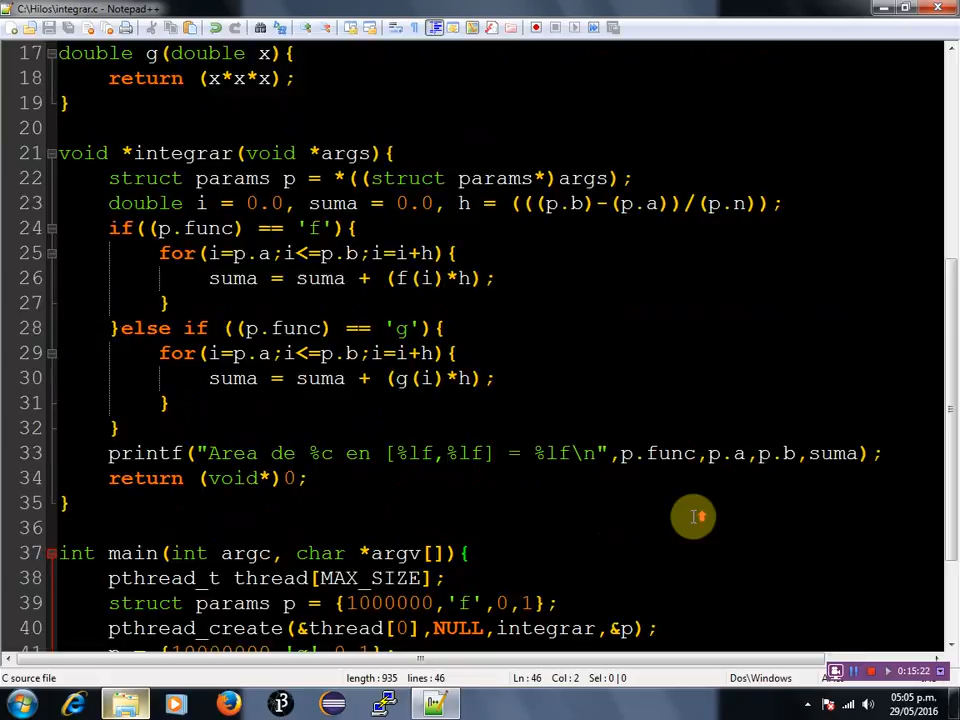 C:\Hilos\integrar.c - Notepad++
17 double g(double x){
18 return (x*x*x);
19 }
20
21 void *integrar(void *args){
22 struct params p = *((struct params*)args);
23 double i = 0.0, suma = 0.0, h = (((p.b)-(p.a))/(p.n));
24 if((p.func) == 'f'){
25 for(i=p.a;i<=p.b;i=i+h){
26 suma = suma + (f(i)*h);
27 }
28 }else if ((p.func) == 'g'){
29 for(i=p.a;i<=p.b;i=i+h){
30 suma = suma + (g(i)*h);
31 }
32 }
33 printf("Area de %c en [%lf,%lf] = %lf\n",p.func,p.a,p.b,suma);
34 return (void*)0;
35 }
36
37 int main(int argc, char *argv[]){
38 pthread_t thread[MAX_SIZE];
39 struct params p = {1000000,'f',0,1};
40 pthread_create(&thread[0],NULL,integrar,&p);
C source file length : 935 lines : 46 Ln : 46 Col : 2 Sel : 0 | 0 Dos\Windows
00:15:22
05:05 p.m.
29/05/2016